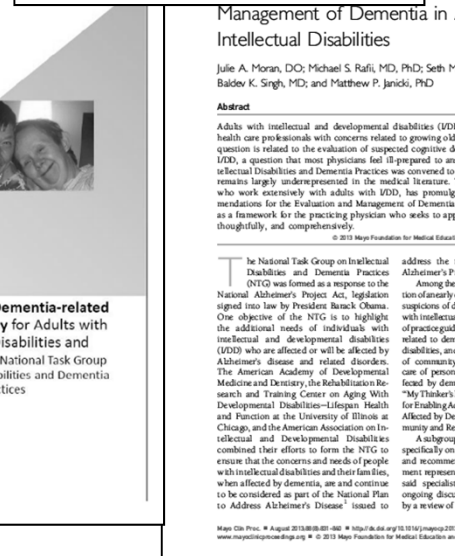 ementia-related
y for Adults with
isabilities and
National Task Group
bilities and Dementia
tices
Management of Dementia in
Intellectual Disabilities
Julie A. Moran, DO; Michael S. Rafii, MD, PhD; Seth M
Baldev K. Singh, MD; and Matthew P. Janicki, PhD
Abstract
Adults with intellectual and developmental disabilities (I/DD
health care professionals with concerns related to growing old
question is related to the evaluation of suspected cognitive de
I/DD, a question that most physicians feel ill-prepared to an
tellectual Disabilities and Dementia Practices was convened to
remains largely underrepresented in the medical literature.
who work extensively with adults with I/DD, has promulg
mendations for the Evaluation and Management of Dementia
as a framework for the practicing physician who seeks to app
thoughtfully, and comprehensively.
© 2013 Mayo Foundation for Medical Educat
The National Task Group on Intellectual
Disabilities and Dementia Practices
(NTG) was formed as a response to the
National Alzheimer's Project Act, legislation
signed into law by President Barack Obama.
One objective of the NTG is to highlight
the additional needs of individuals with
intellectual and developmental disabilities
(I/DD) who are affected or will be affected by
Alzheimer's disease and related disorders.
The American Academy of Developmental
Medicine and Dentistry, the Rehabilitation Re-
search and Training Center on Aging With
Developmental Disabilities—Lifespan Health
and Function at the University of Illinois at
Chicago, and the American Association on In-
tellectual and Developmental Disabilities
combined their efforts to form the NTG to
ensure that the concerns and needs of people
with intellectual disabilities and their families,
when affected by dementia, are and continue
to be considered as part of the National Plan
to Address Alzheimer's Disease1 issued to
address the
Alzheimer's P
Among the
tion of an early
suspicions of d
with intellectu
of practice guid
related to dem
disabilities, and
of community
care of person
fected by dem
"My Thinker's
for Enabling Ad
Affected by De
munity and Re
A subgroup
specifically on
and recomme
ment represen
said specialis
ongoing discu
by a review of
Mayo Clin Proc. ■ August 2013;88(8):831-840 ■
www.mayoclinicproceedings.org ■ © 2013 Mayo Foundation for Medical Education an